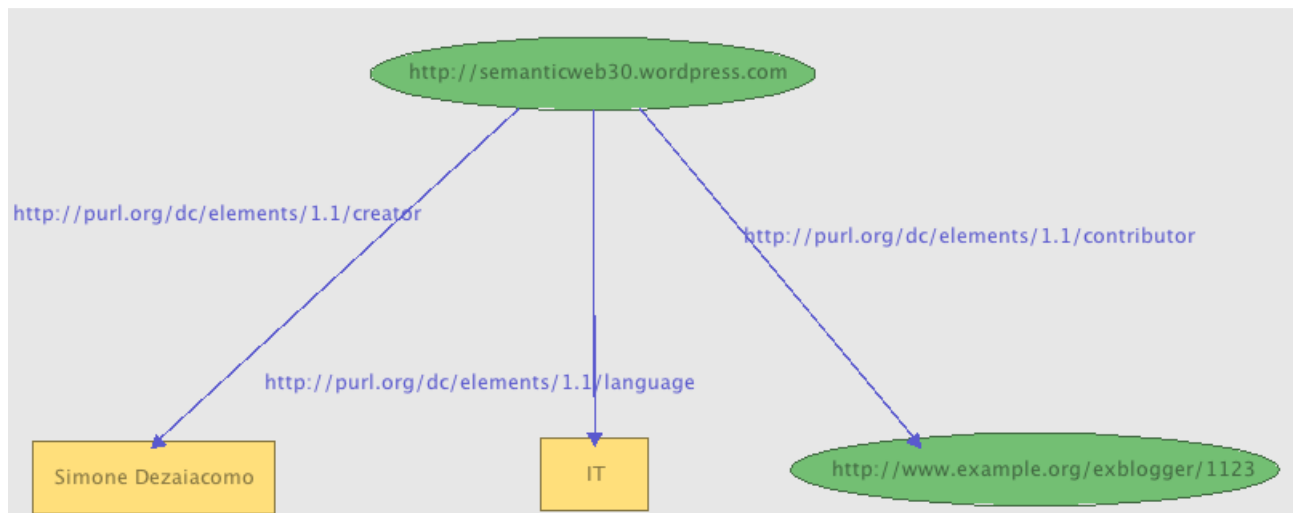 http://semanticweb30.wordpress.com
http://purl.org/dc/elements/1.1/creator
http://purl.org/dc/elements/1.1/contributor
http://purl.org/dc/elements/1.1/language
Simone Dezaiacomo
IT
http://www.example.org/exblogger/1123